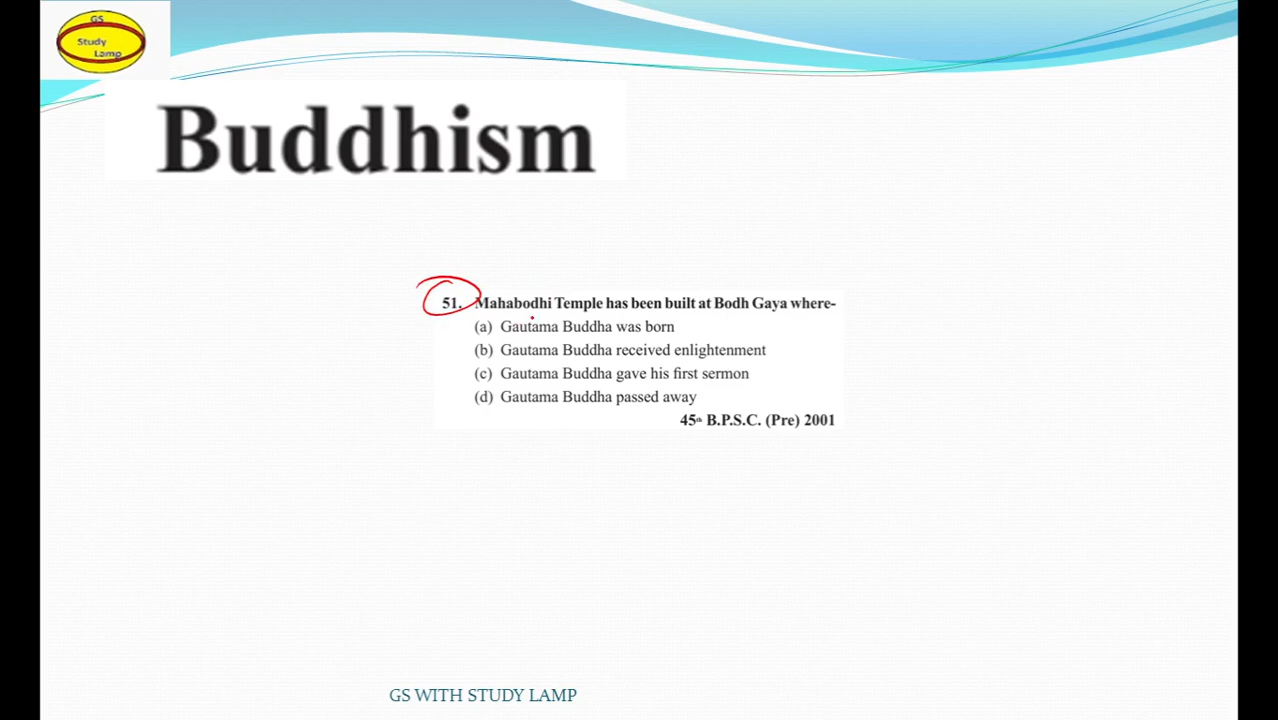 GS
Study
Lamp
Buddhism
51. Mahabodhi Temple has been built at Bodh Gaya where-
(a) Gautama Buddha was born
(b) Gautama Buddha received enlightenment
(c) Gautama Buddha gave his first sermon
(d) Gautama Buddha passed away
45th B.P.S.C. (Pre) 2001
GS WITH STUDY LAMP